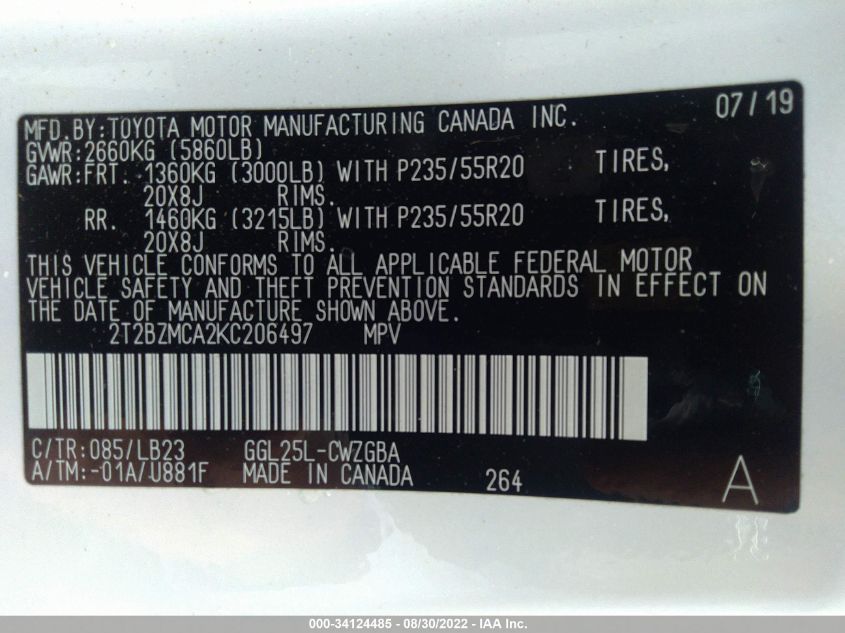 07/19
MFD.BY:TOYOTA MOTOR MANUFACTURING CANADA INC.
GVWR:2660KG (5860LB)
GAWR:FRT. 1360KG (3000LB) WITH P235/55R20 TIRES,
20X8J RIMS.
RR. 1460KG (3215LB) WITH P235/55R20 TIRES,
20X8J RIMS.
THIS VEHICLE CONFORMS TO ALL APPLICABLE FEDERAL MOTOR
VEHICLE SAFETY AND THEFT PREVENTION STANDARDS IN EFFECT ON
THE DATE OF MANUFACTURE SHOWN ABOVE.
2T2BZMCA2KC206497 MPV
C/TR:085/LB23 GGL25L-CWZGBA
A/TM:-01A/U881F MADE IN CANADA 264 A
000-34124485 - 08/30/2022 - IAA Inc.